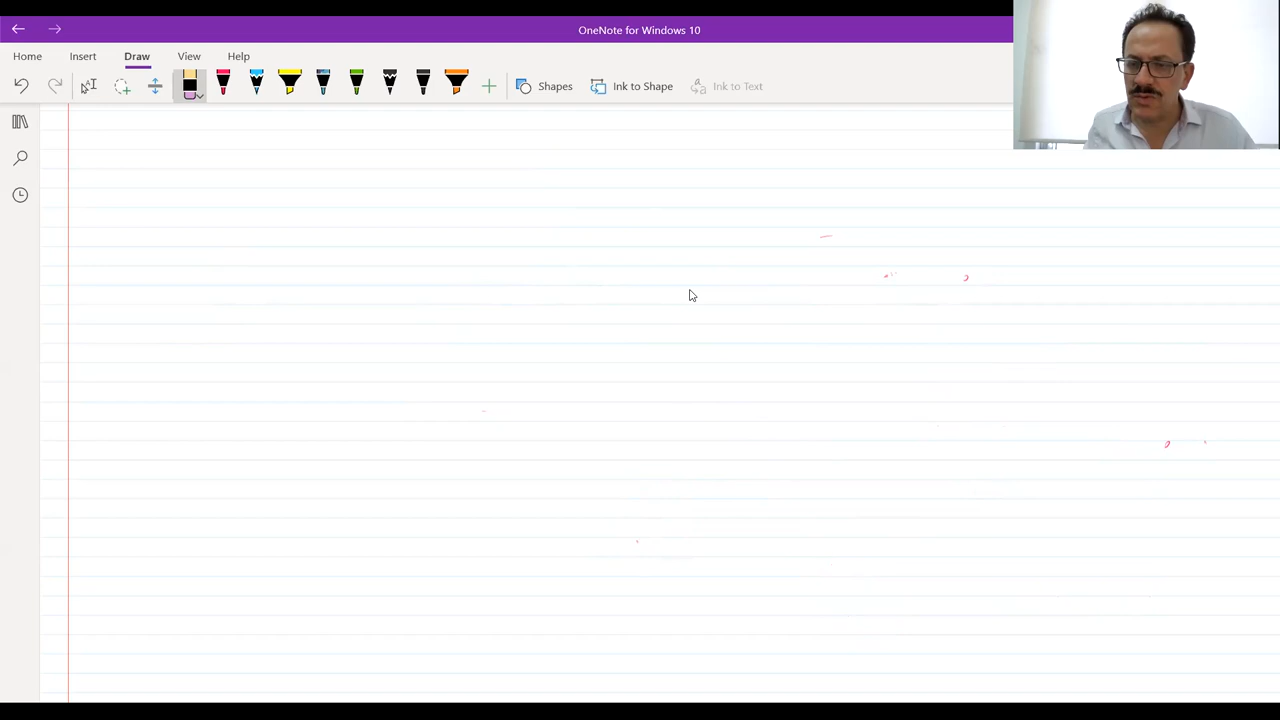 OneNote for Windows 10
Home Insert Draw View Help
Shapes Ink to Shape Ink to Text